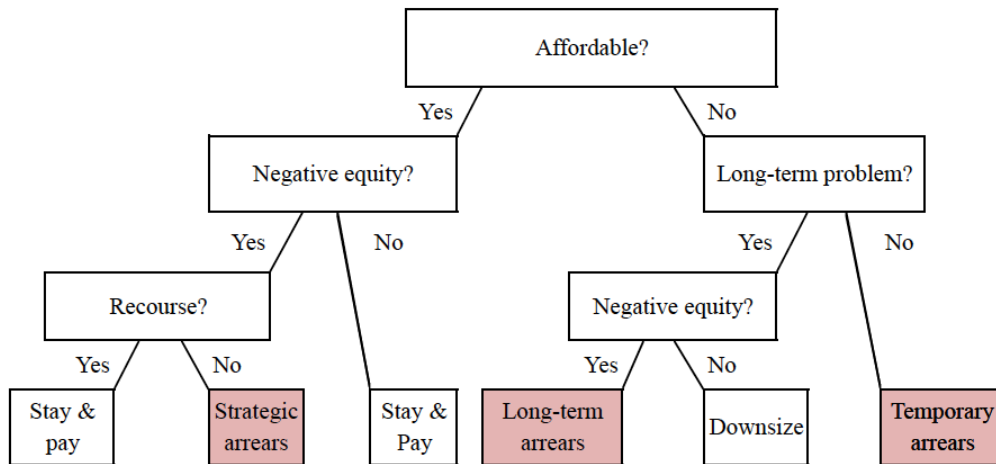 Affordable?
Yes
No
Negative equity?
Long-term problem?
Yes
No
Yes
No
Recourse?
Negative equity?
Yes
No
Yes
No
Stay &
pay
Strategic
arrears
Stay &
Pay
Long-term
arrears
Downsize
Temporary
arrears